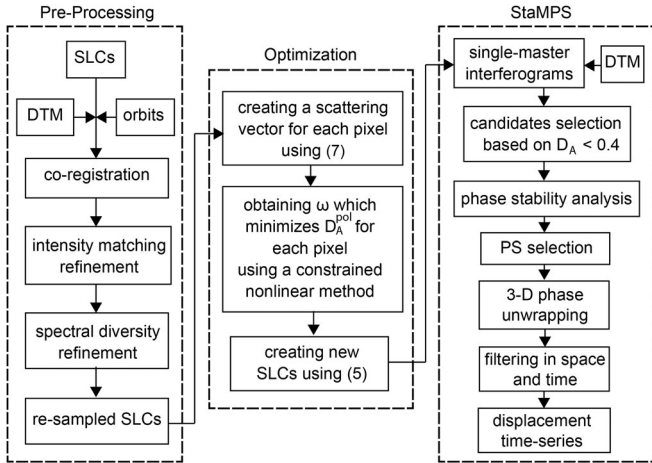 Pre-Processing
SLCs
DTM
orbits
co-registration
intensity matching
refinement
spectral diversity
refinement
re-sampled SLCs
Optimization
creating a scattering
vector for each pixel
using (7)
obtaining ω which
minimizes D_A^pol for
each pixel
using a constrained
nonlinear method
creating new
SLCs using (5)
StaMPS
single-master
interferograms
DTM
candidates selection
based on D_A < 0.4
phase stability analysis
PS selection
3-D phase
unwrapping
filtering in space
and time
displacement
time-series